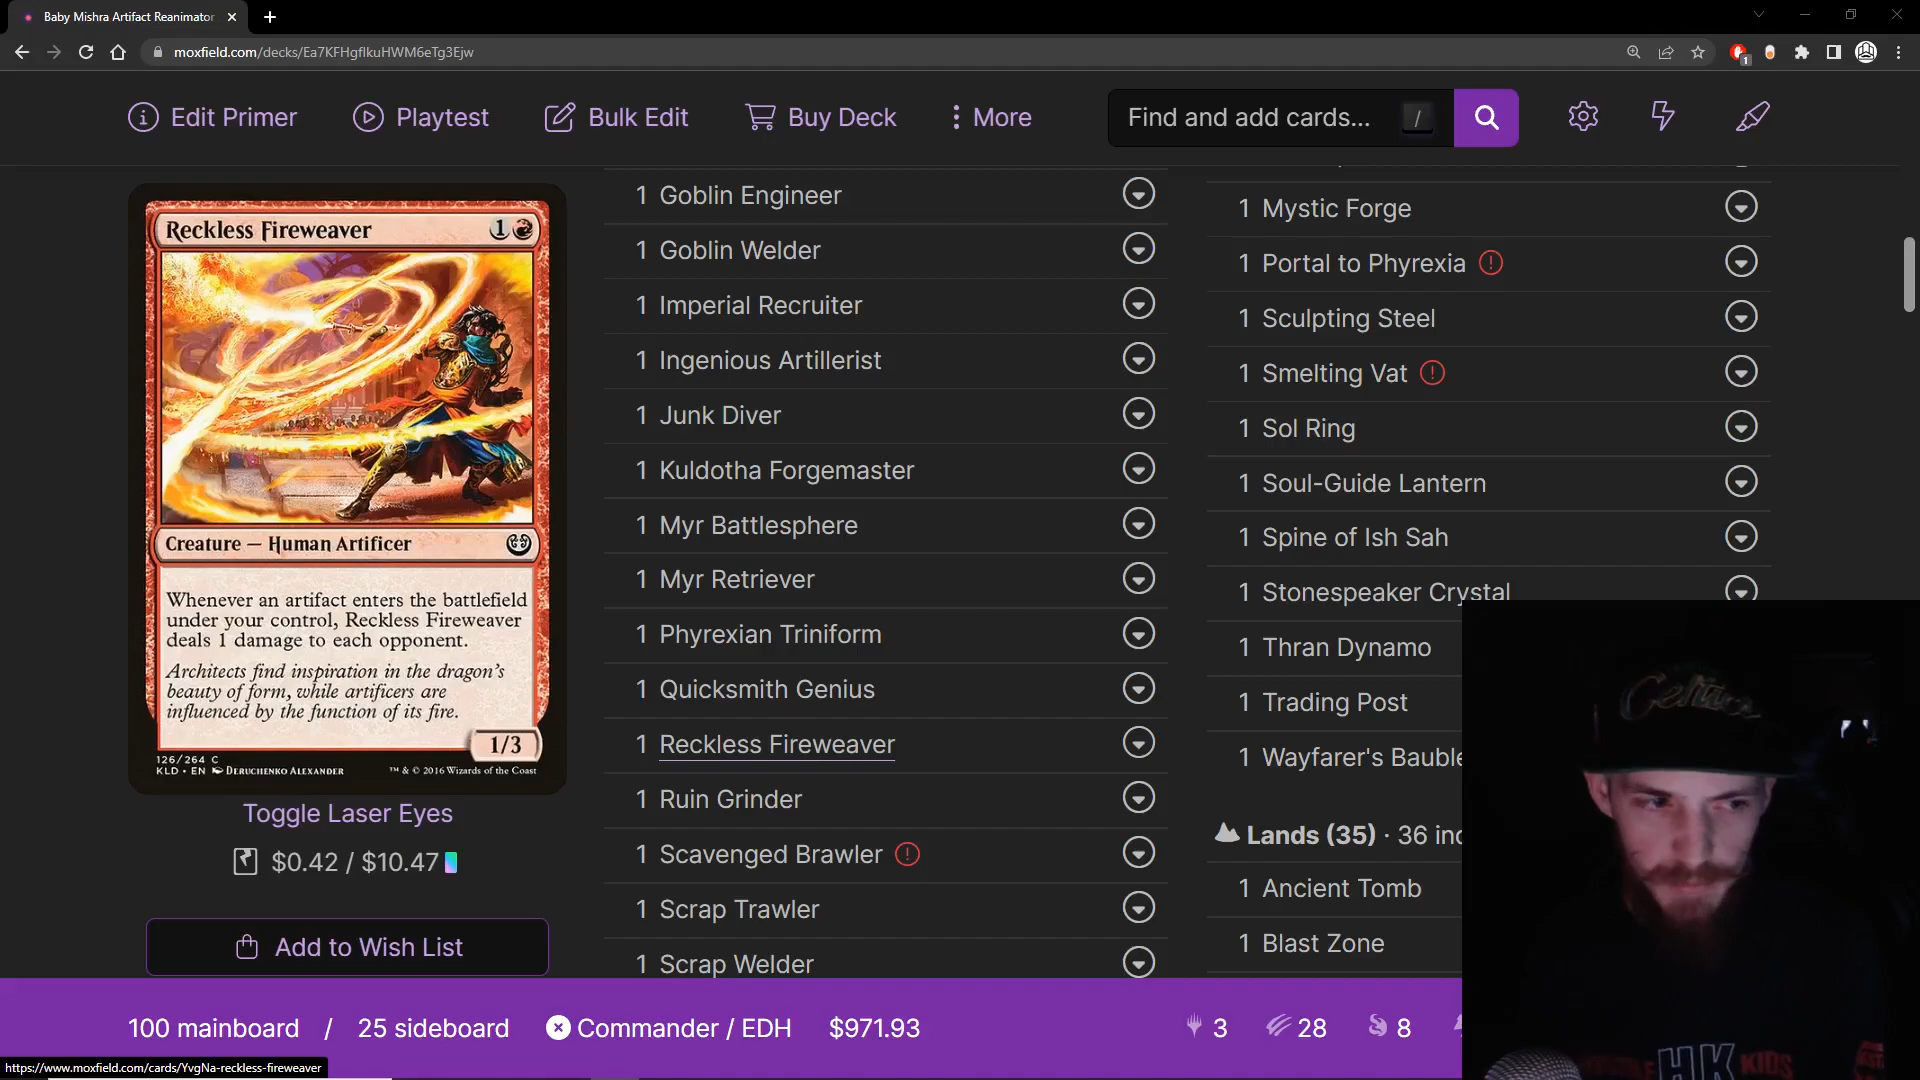 Baby Mishra Artifact Reanimator
moxfield.com/decks/Ea7KFHgfIkuHWM6eTg3Ejw
1
Edit Primer
Playtest
Bulk Edit
Buy Deck
More
Find and add cards...
/
Reckless Fireweaver 1
Creature — Human Artificer
Whenever an artifact enters the battlefield
under your control, Reckless Fireweaver
deals 1 damage to each opponent.
Architects find inspiration in the dragon's
beauty of form, while artificers are
influenced by the function of its fire.
1/3
126/264 C
KLD • EN Deruchenko Alexander
™ & © 2016 Wizards of the Coast
Toggle Laser Eyes
$0.42 / $10.47
Add to Wish List
1 Goblin Engineer
1 Goblin Welder
1 Imperial Recruiter
1 Ingenious Artillerist
1 Junk Diver
1 Kuldotha Forgemaster
1 Myr Battlesphere
1 Myr Retriever
1 Phyrexian Triniform
1 Quicksmith Genius
1 Reckless Fireweaver
1 Ruin Grinder
1 Scavenged Brawler
1 Scrap Trawler
1 Scrap Welder
1 Mystic Forge
1 Portal to Phyrexia
1 Sculpting Steel
1 Smelting Vat
1 Sol Ring
1 Soul-Guide Lantern
1 Spine of Ish Sah
1 Stonespeaker Crystal
1 Thran Dynamo
1 Trading Post
1 Wayfarer's Bauble
Lands (35) · 36 inc
1 Ancient Tomb
1 Blast Zone
Celtics
HK
KIDS
100 mainboard / 25 sideboard
Commander / EDH
$971.93
3
28
8
https://www.moxfield.com/cards/YvgNa-reckless-fireweaver